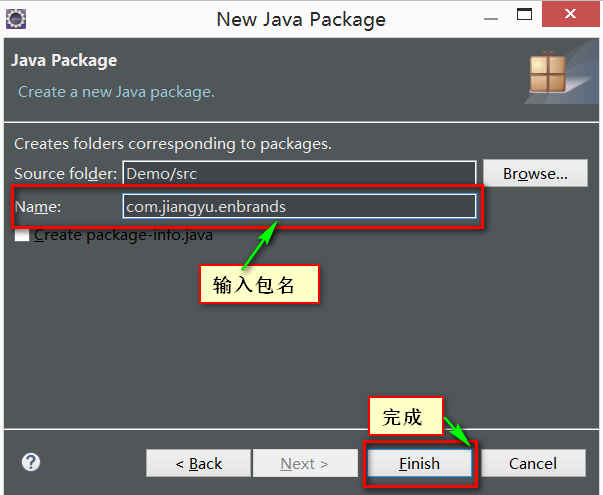 New Java Package
Java Package
Create a new Java package.
Creates folders corresponding to packages.
Source folder: Demo/src Browse...
Name: com.jiangyu.enbrands
Create package-info.java
输入包名
完成
< Back Next > Finish Cancel